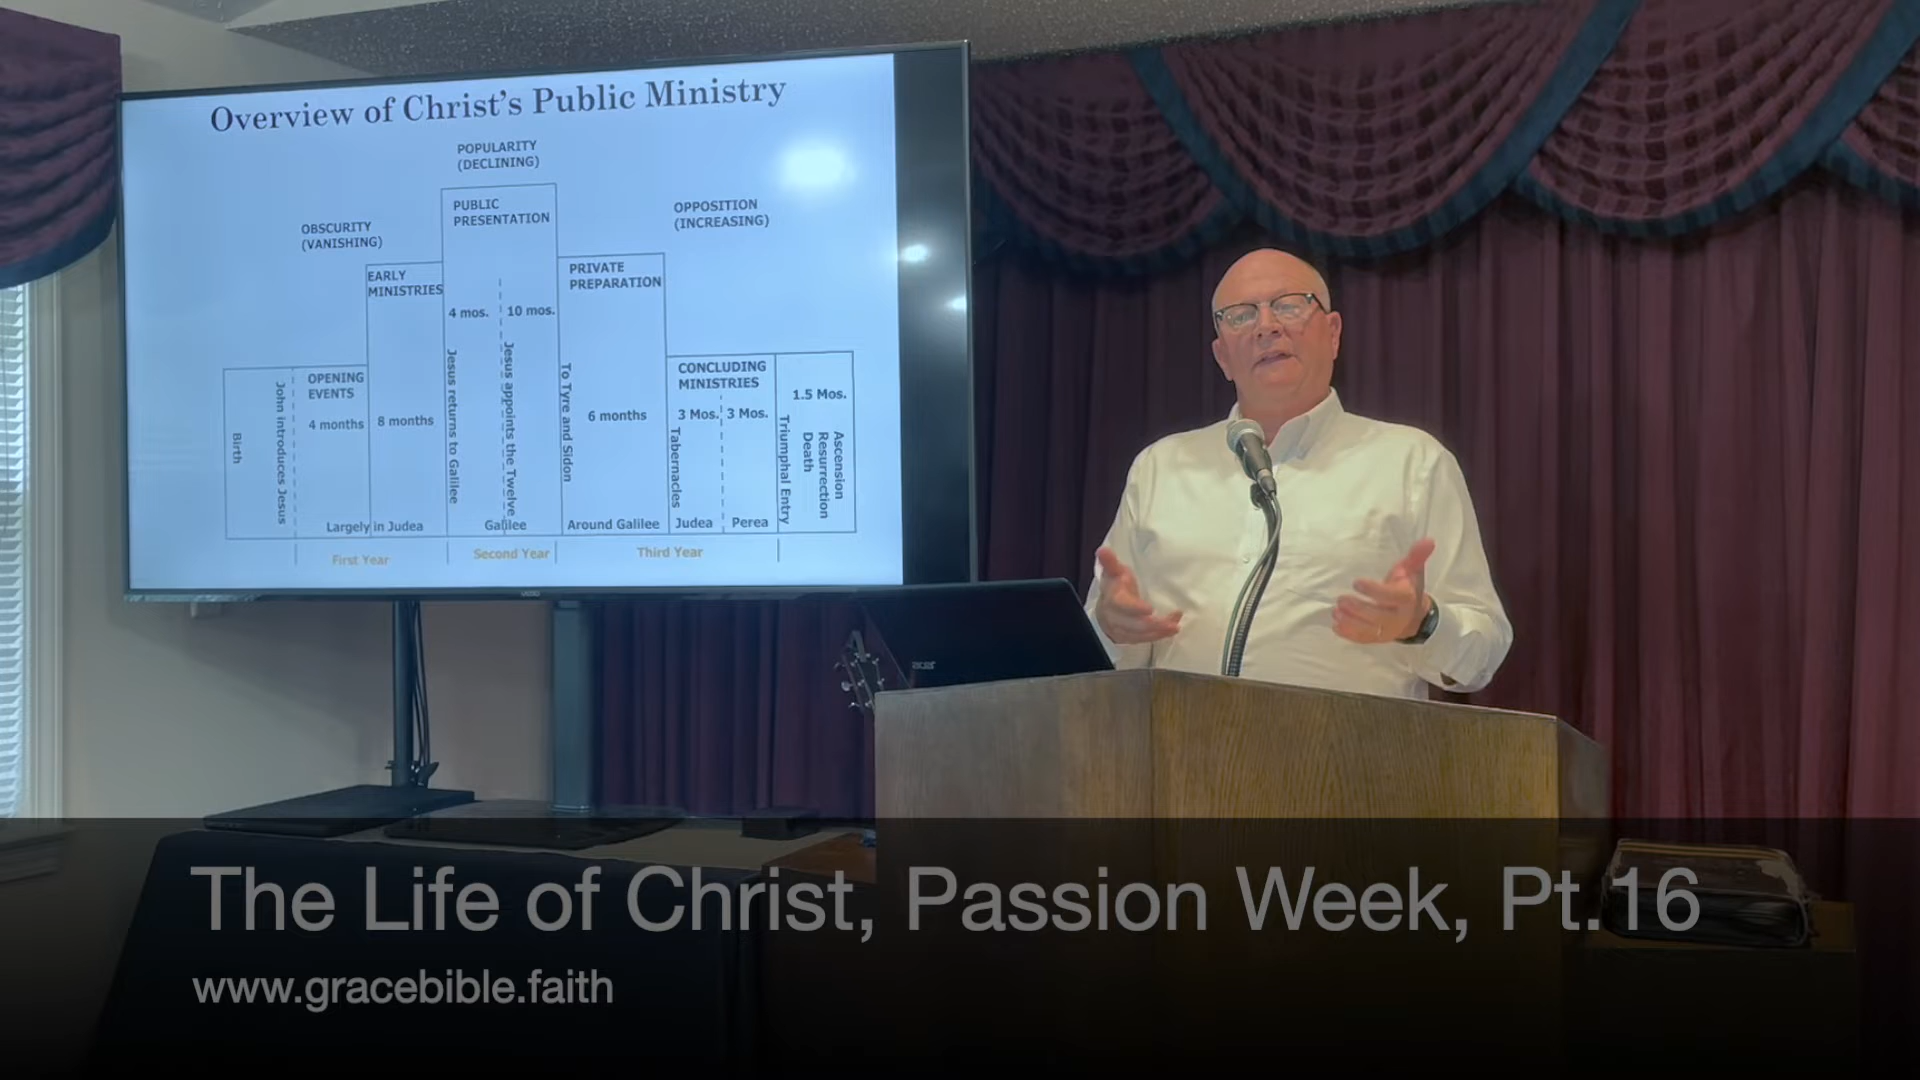 Overview of Christ's Public Ministry
POPULARITY
(DECLINING)
PUBLIC
PRESENTATION
OBSCURITY
(VANISHING)
OPPOSITION
(INCREASING)
EARLY
MINISTRIES
PRIVATE
PREPARATION
4 mos.
10 mos.
OPENING
EVENTS
CONCLUDING
MINISTRIES
4 months
8 months
6 months
3 Mos.
3 Mos.
1.5 Mos.
Birth
John introduces Jesus
Jesus returns to Galilee
Jesus appoints the Twelve
To Tyre and Sidon
Tabernacles
Triumphal Entry
Death
Resurrection
Ascension
Largely in Judea
Galilee
Around Galilee
Judea
Perea
First Year
Second Year
Third Year
acer
The Life of Christ, Passion Week, Pt.16
www.gracebible.faith